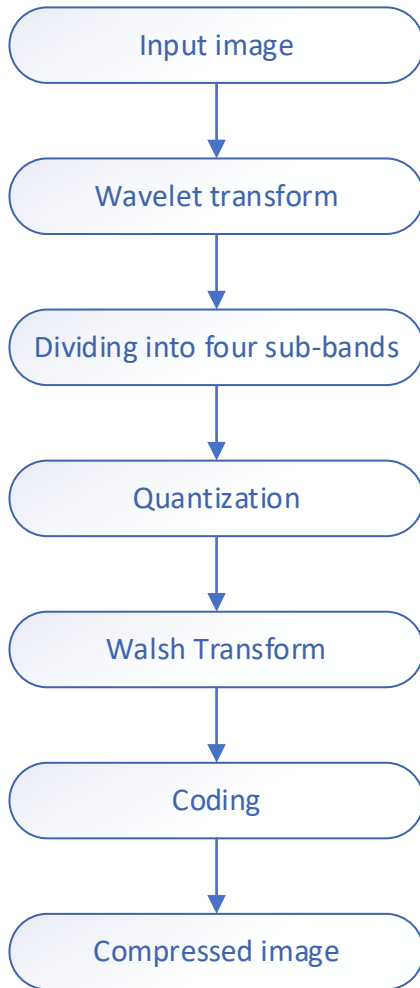 Input image
Wavelet transform
Dividing into four sub-bands
Quantization
Walsh Transform
Coding
Compressed image